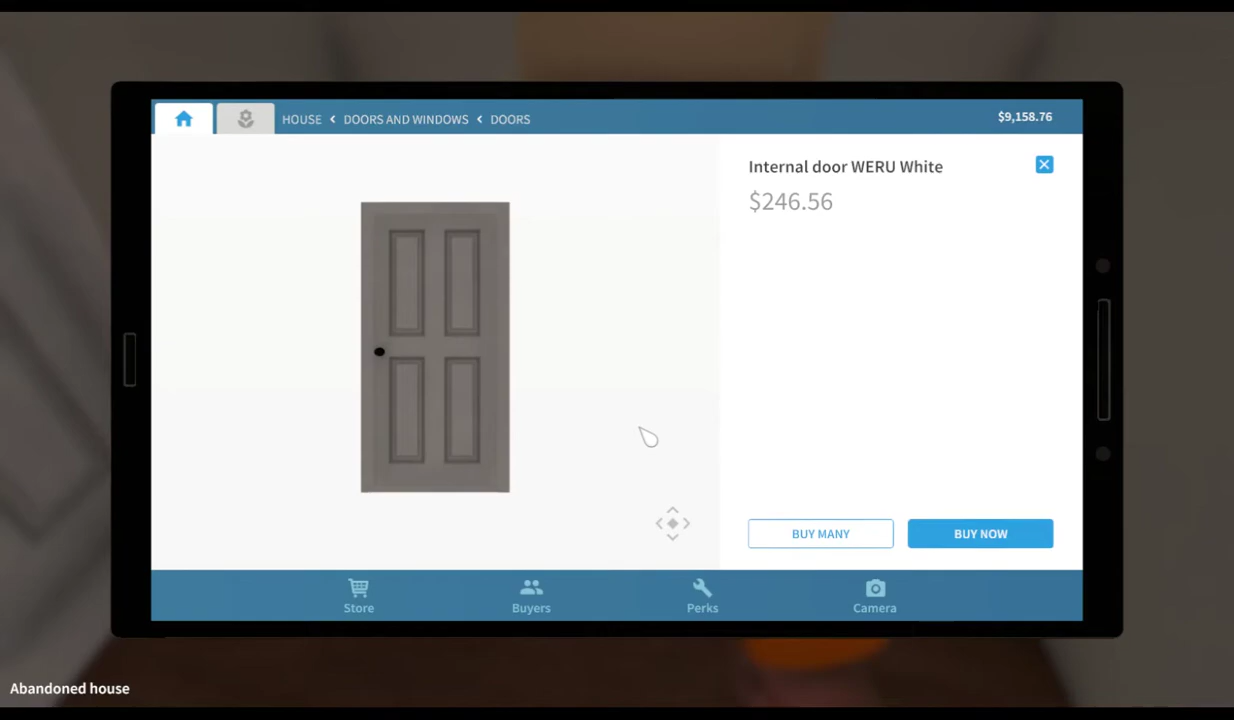 HOUSE < DOORS AND WINDOWS < DOORS
$9,158.76
Internal door WERU White
$246.56
BUY MANY
BUY NOW
Store
Buyers
Perks
Camera
Abandoned house